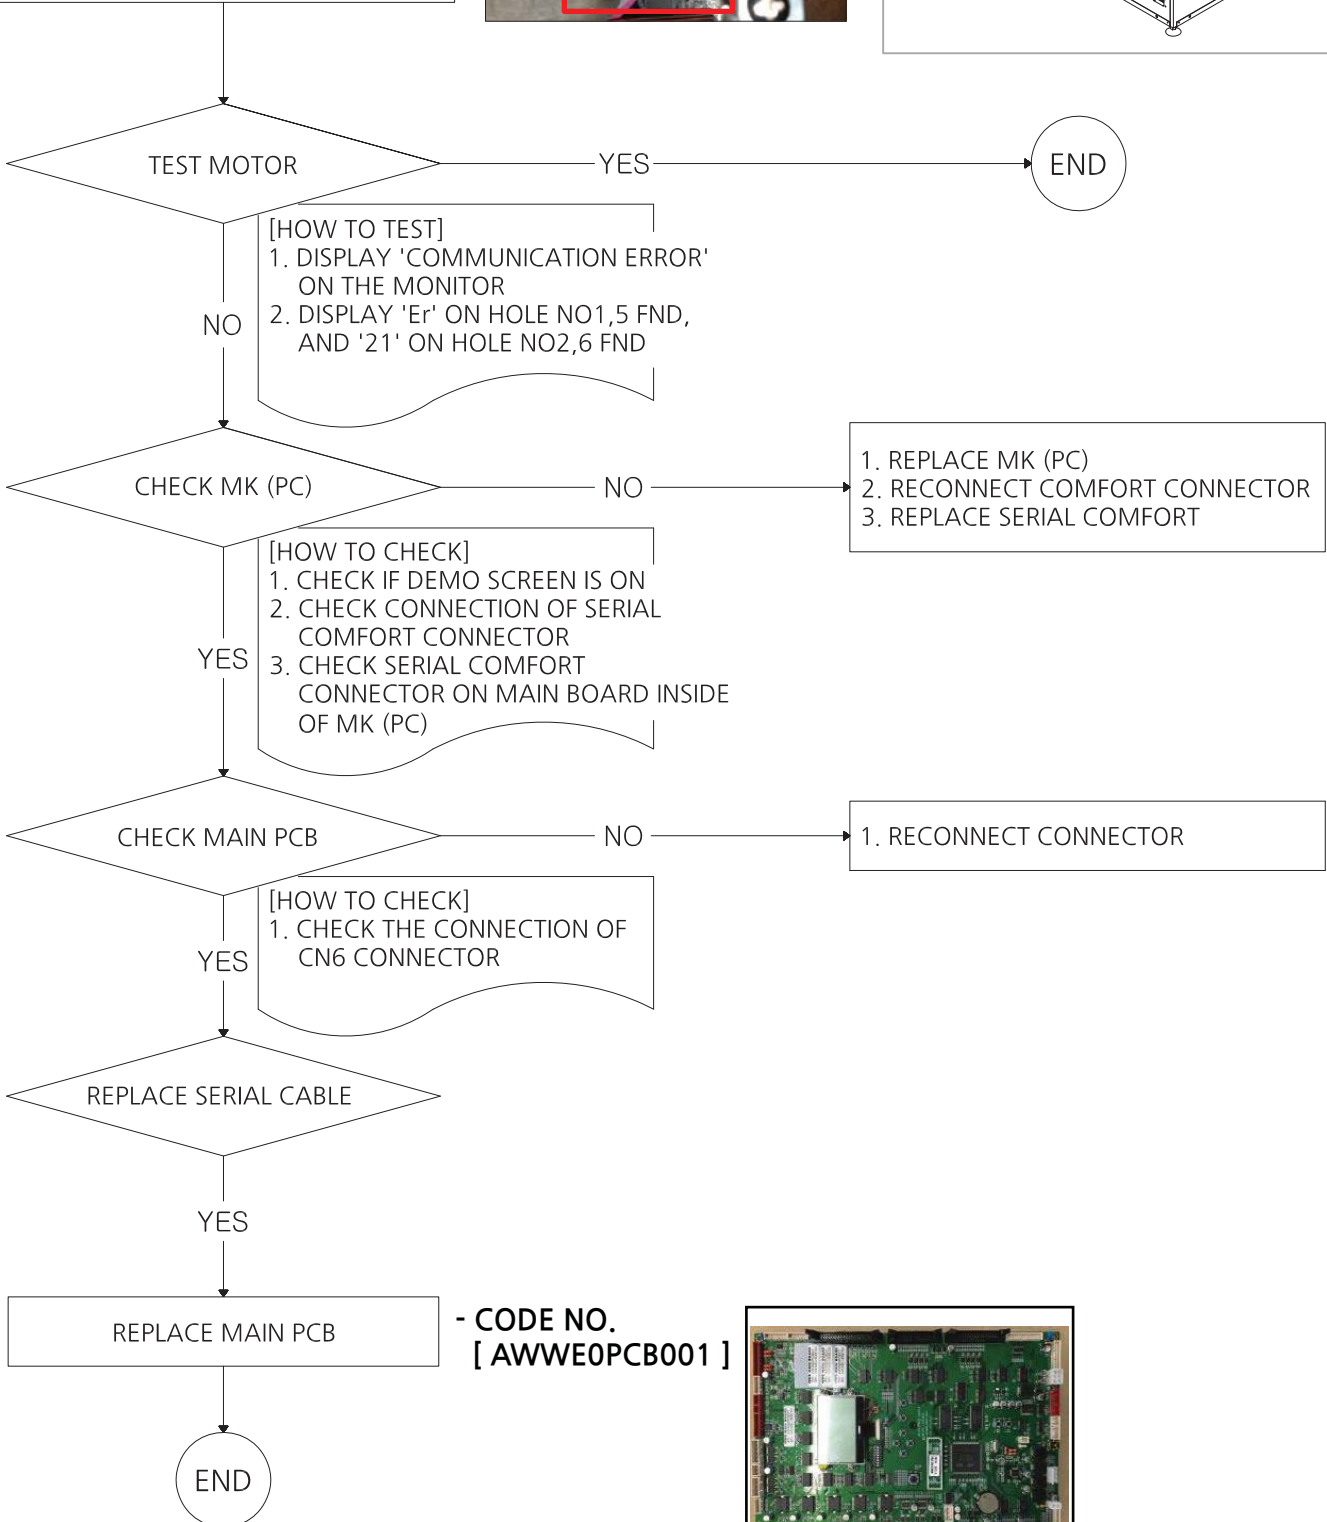 TEST MOTOR
YES
END
[HOW TO TEST]
1. DISPLAY 'COMMUNICATION ERROR'
ON THE MONITOR
2. DISPLAY 'Er' ON HOLE NO1,5 FND,
AND '21' ON HOLE NO2,6 FND
NO
CHECK MK (PC)
NO
1. REPLACE MK (PC)
2. RECONNECT COMFORT CONNECTOR
3. REPLACE SERIAL COMFORT
[HOW TO CHECK]
1. CHECK IF DEMO SCREEN IS ON
2. CHECK CONNECTION OF SERIAL
COMFORT CONNECTOR
3. CHECK SERIAL COMFORT
CONNECTOR ON MAIN BOARD INSIDE
OF MK (PC)
YES
CHECK MAIN PCB
NO
1. RECONNECT CONNECTOR
[HOW TO CHECK]
1. CHECK THE CONNECTION OF
CN6 CONNECTOR
YES
REPLACE SERIAL CABLE
YES
REPLACE MAIN PCB
- CODE NO.
[ AWWE0PCB001 ]
END